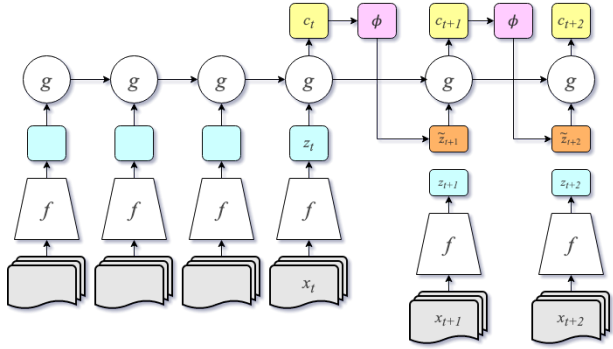 c_t ϕ c_{t+1} ϕ c_{t+2}
g g g g g g
z_t z̃_{t+1} z̃_{t+2}
z_{t+1} z_{t+2}
f f f f f f
x_t
x_{t+1} x_{t+2}